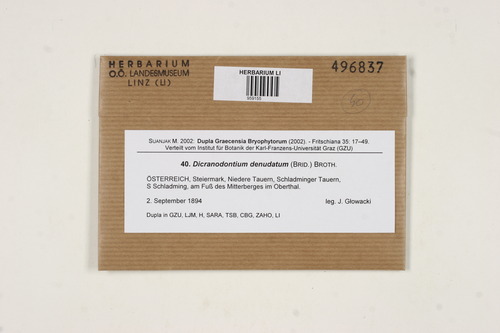 HERBARIUM
O.Ö. LANDESMUSEUM
LINZ (LI)
HERBARIUM LI
496837
SUANJAK M. 2002: Dupla Graecensia Bryophytorum (2002). - Fritschiana 35: 17–49.
Verteilt vom Institut für Botanik der Karl-Franzens-Universität Graz (GZU)
40. Dicranodontium denudatum (BRID.) BROTH.
ÖSTERREICH, Steiermark, Niedere Tauern, Schladminger Tauern,
S Schladming, am Fuß des Mitterberges im Oberthal.
2. September 1894 leg. J. Glowacki
Dupla in GZU, LJM, H, SARA, TSB, CBG, ZAHO, LI